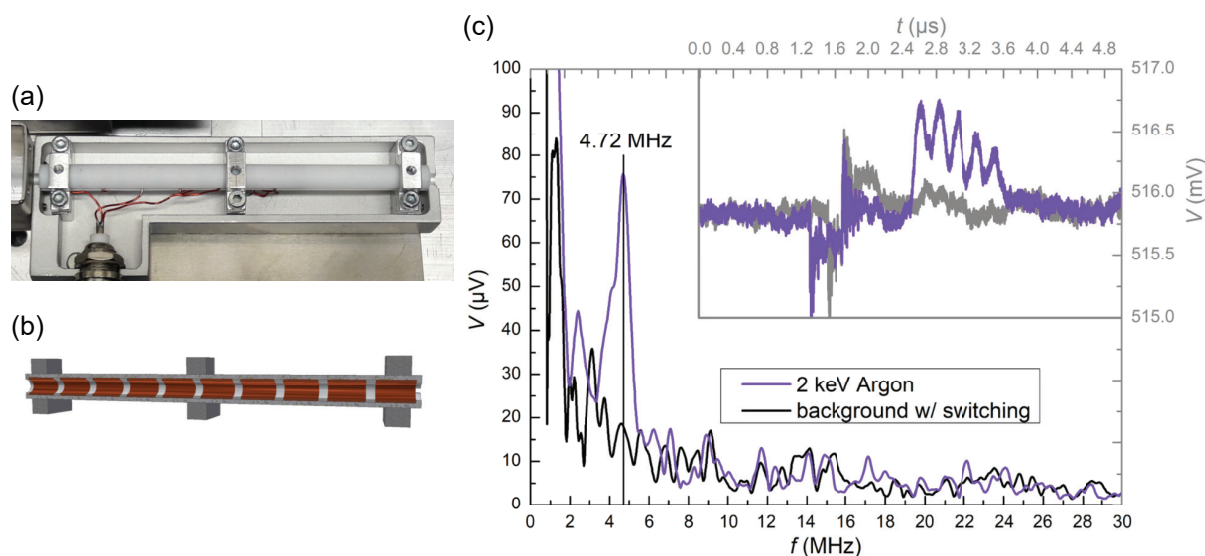 (a)
(b)
(c)
t (µs)
0.0 0.4 0.8 1.2 1.6 2.0 2.4 2.8 3.2 3.6 4.0 4.4 4.8
517.0
516.5
516.0
515.5
515.0
V (mV)
100
90
80
70
60
50
40
30
20
10
0
V (µV)
4.72 MHz
2 keV Argon
background w/ switching
0 2 4 6 8 10 12 14 16 18 20 22 24 26 28 30
f (MHz)